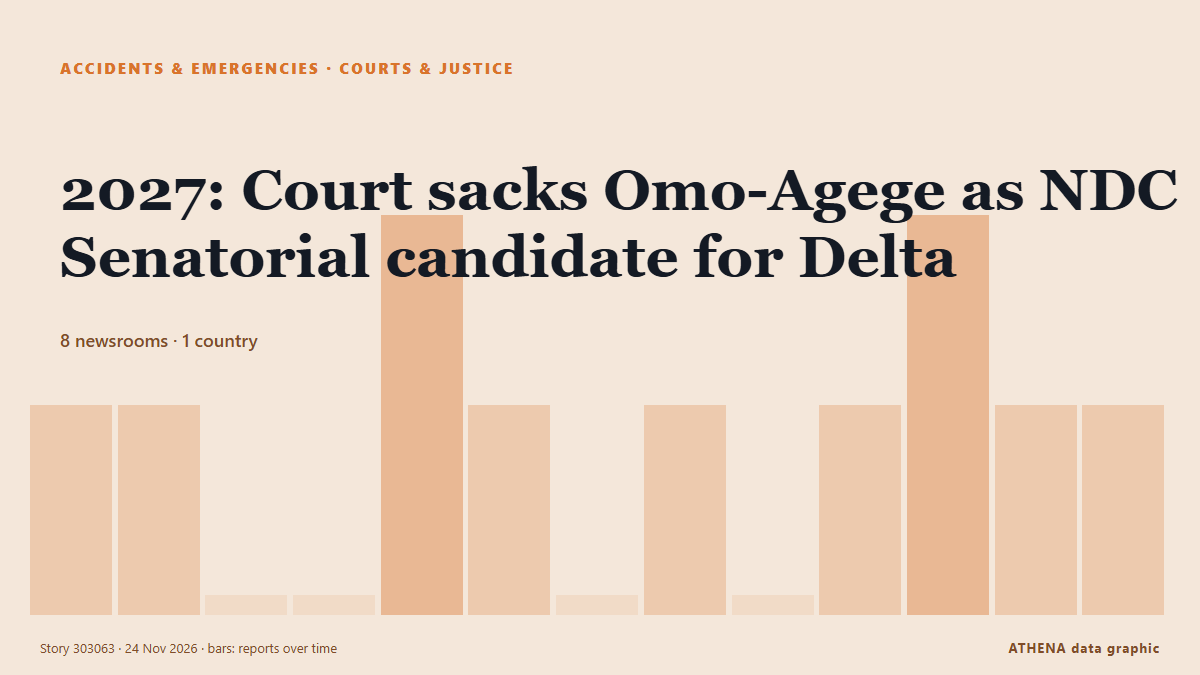 ACCIDENTS & EMERGENCIES · COURTS & JUSTICE
2027: Court sacks Omo-Agege as NDC
Senatorial candidate for Delta
8 newsrooms · 1 country
Story 303063 · 24 Nov 2026 · bars: reports over time
ATHENA data graphic